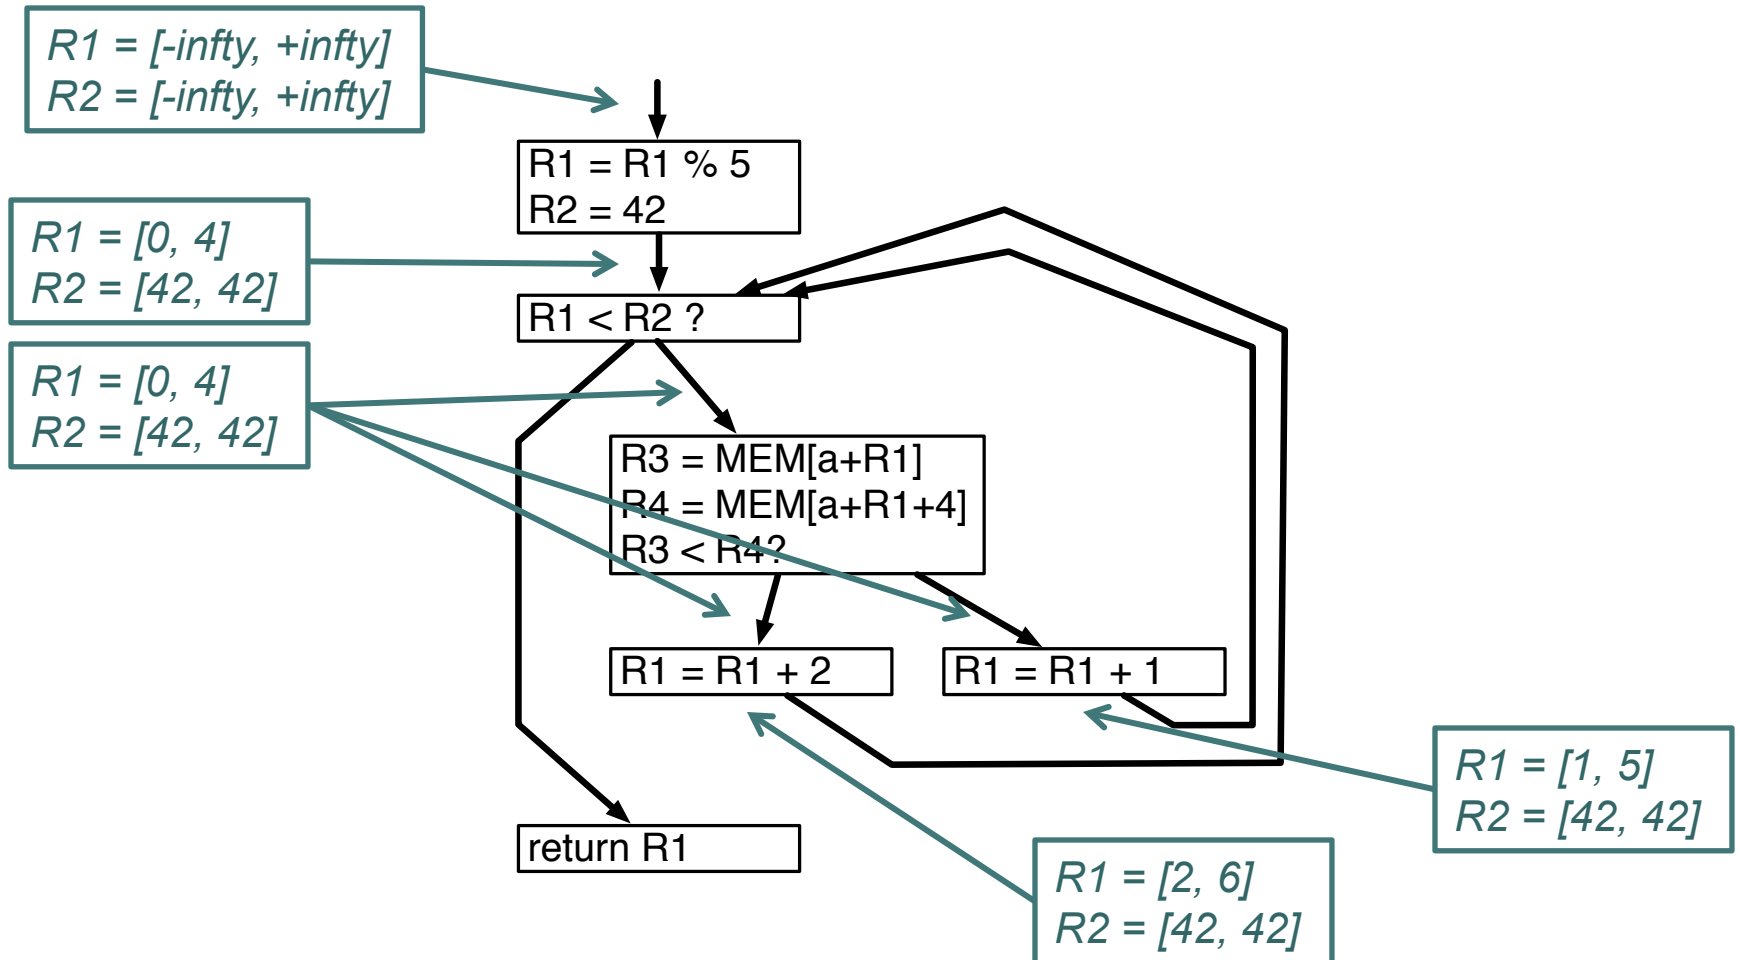 R1 = [-infty, +infty]
R2 = [-infty, +infty]
R1 = R1 % 5
R2 = 42
R1 = [0, 4]
R2 = [42, 42]
R1 < R2 ?
R1 = [0, 4]
R2 = [42, 42]
R3 = MEM[a+R1]
R4 = MEM[a+R1+4]
R3 < R4?
R1 = R1 + 2
R1 = R1 + 1
R1 = [1, 5]
R2 = [42, 42]
return R1
R1 = [2, 6]
R2 = [42, 42]